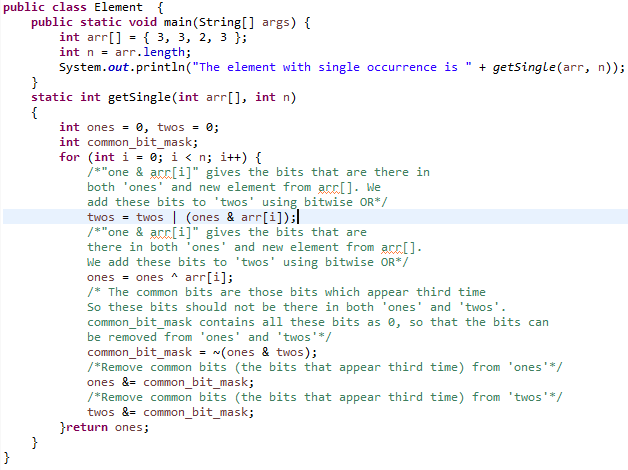 public class Element  {
    public static void main(String[] args) {
        int arr[] = { 3, 3, 2, 3 };
        int n = arr.length;
        System.out.println("The element with single occurrence is " + getSingle(arr, n));
    }
    static int getSingle(int arr[], int n)
    {
        int ones = 0, twos = 0;
        int common_bit_mask;
        for (int i = 0; i < n; i++) {
            /*"one & arr[i]" gives the bits that are there in
            both 'ones' and new element from arr[]. We
            add these bits to 'twos' using bitwise OR*/
            twos = twos | (ones & arr[i]);
            /*"one & arr[i]" gives the bits that are
            there in both 'ones' and new element from arr[].
            We add these bits to 'twos' using bitwise OR*/
            ones = ones ^ arr[i];
            /* The common bits are those bits which appear third time
            So these bits should not be there in both 'ones' and 'twos'.
            common_bit_mask contains all these bits as 0, so that the bits can
            be removed from 'ones' and 'twos'*/
            common_bit_mask = ~(ones & twos);
            /*Remove common bits (the bits that appear third time) from 'ones'*/
            ones &= common_bit_mask;
            /*Remove common bits (the bits that appear third time) from 'twos'*/
            twos &= common_bit_mask;
        }return ones;
    }
}